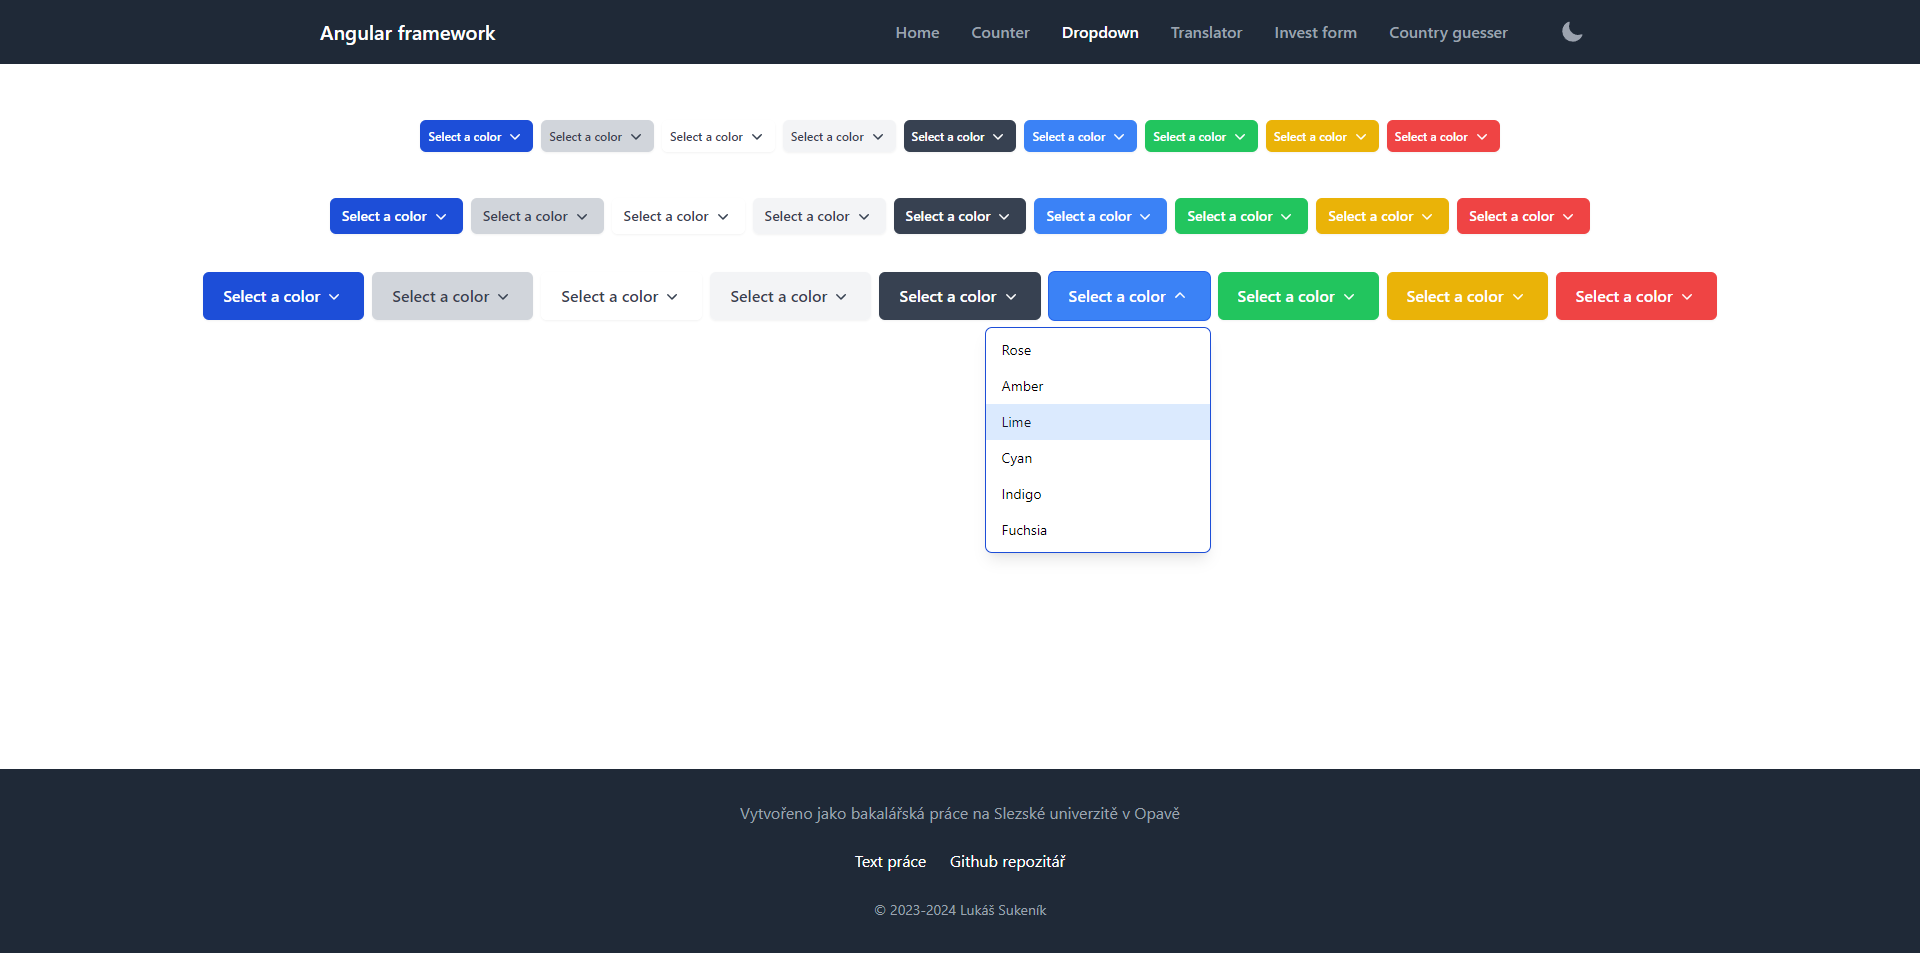 Angular framework Home Counter Dropdown Translator Invest form Country guesser
Select a color Select a color Select a color Select a color Select a color Select a color Select a color Select a color Select a color
Select a color Select a color Select a color Select a color Select a color Select a color Select a color Select a color Select a color
Select a color Select a color Select a color Select a color Select a color Select a color Select a color Select a color Select a color
Rose
Amber
Lime
Cyan
Indigo
Fuchsia
Vytvořeno jako bakalářská práce na Slezské univerzitě v Opavě
Text práce Github repozitář
© 2023-2024 Lukáš Sukeník